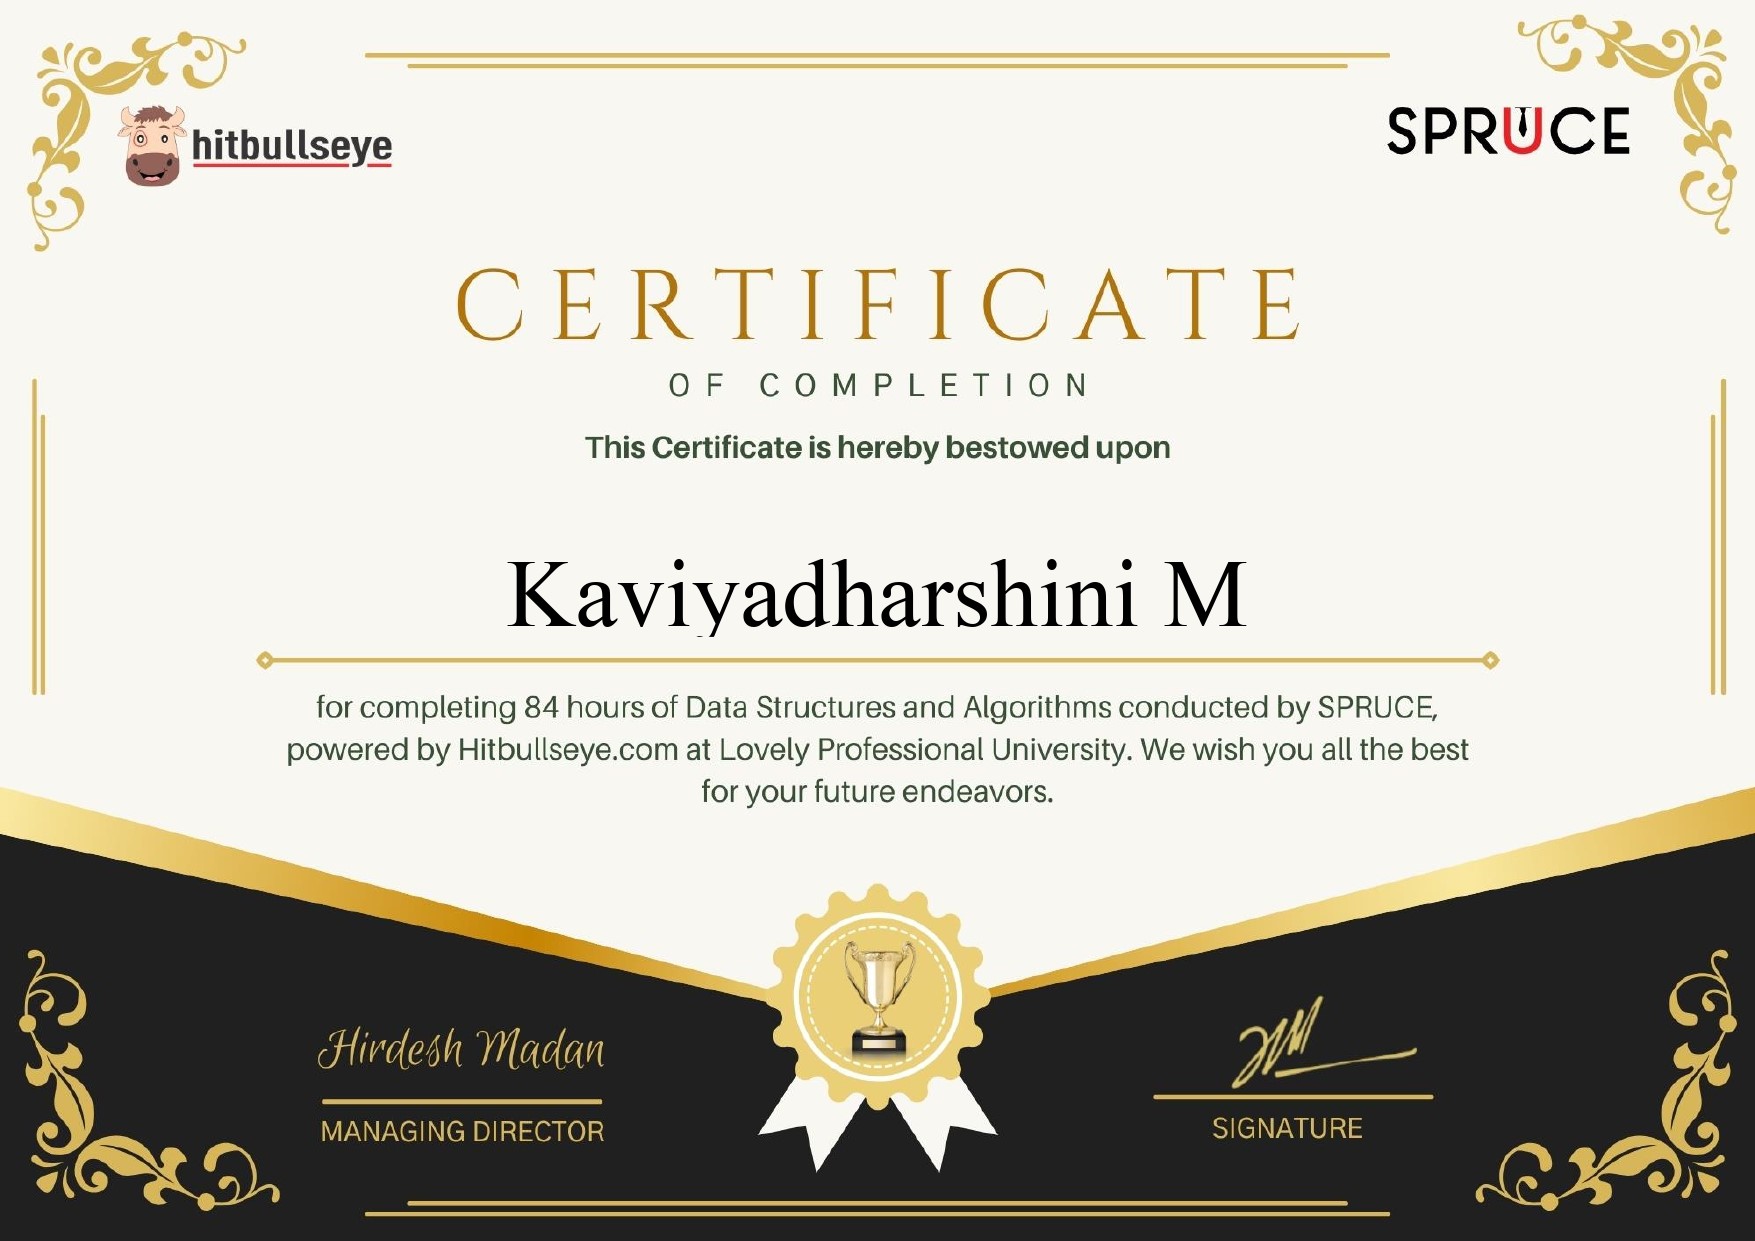 hitbullseye
SPRUCE
CERTIFICATE
OF COMPLETION
This Certificate is hereby bestowed upon
Kaviyadharshini M
for completing 84 hours of Data Structures and Algorithms conducted by SPRUCE,
powered by Hitbullseye.com at Lovely Professional University. We wish you all the best
for your future endeavors.
Hirdesh Madan
MANAGING DIRECTOR
SIGNATURE